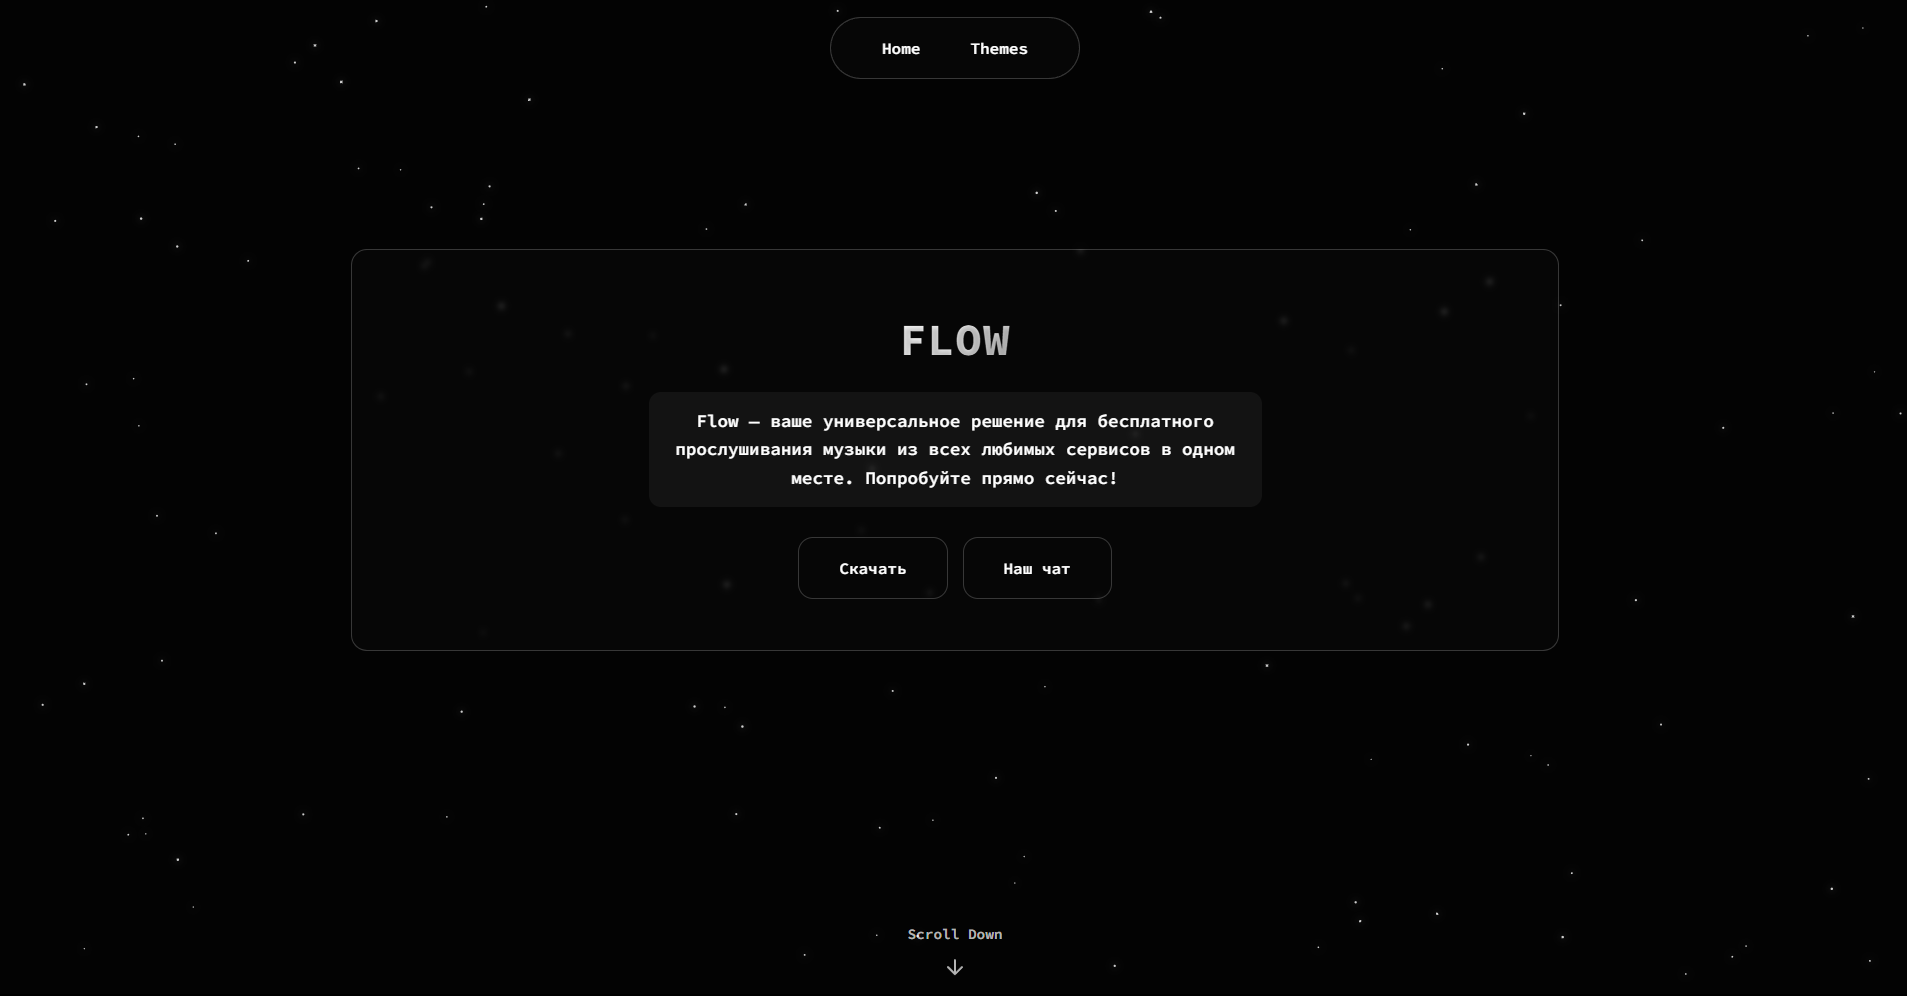 Home Themes
FLOW
Flow — ваше универсальное решение для бесплатного
прослушивания музыки из всех любимых сервисов в одном
месте. Попробуйте прямо сейчас!
Скачать Наш чат
Scroll Down